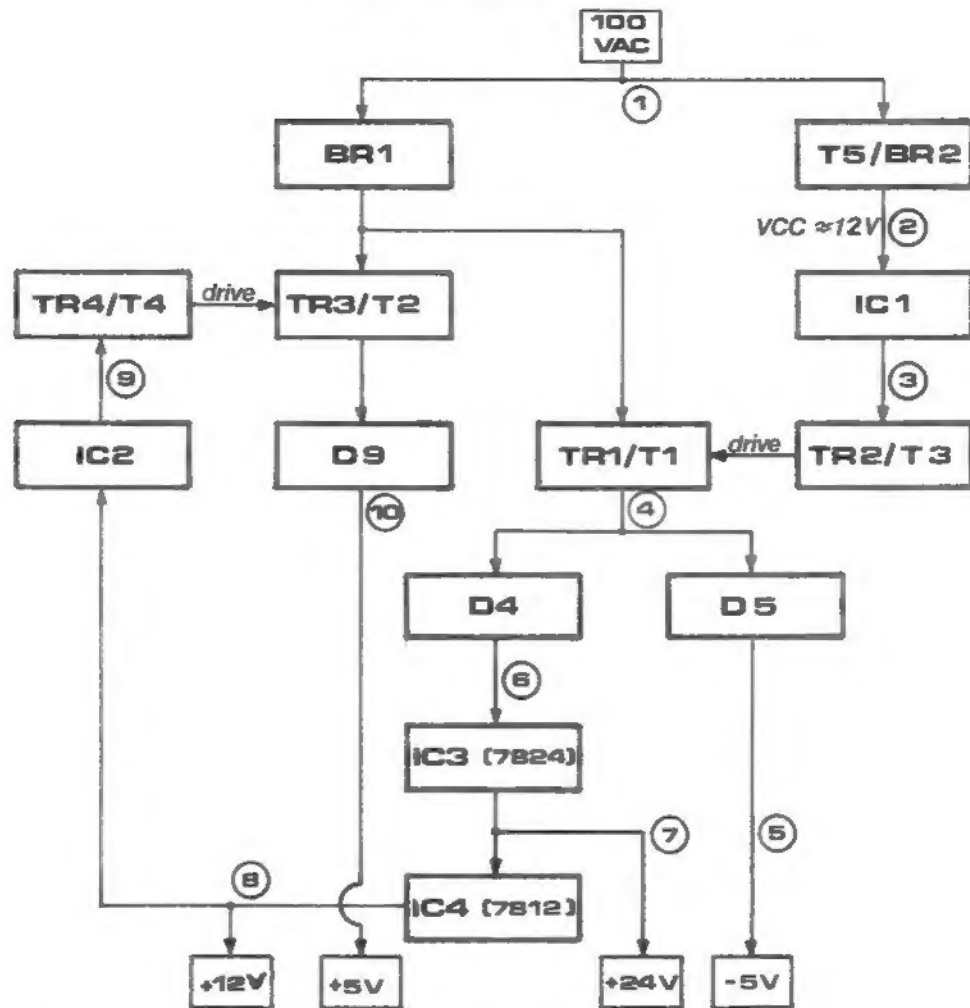 100
VAC
1
BR1
T5/BR2
VCC ≈12V
2
TR4/T4
drive
TR3/T2
IC1
9
3
IC2
D9
TR1/T1
drive
TR2/T3
10
4
D4
D5
6
IC3 (7824)
7
5
8
IC4 (7812)
+12V
+5V
+24V
-5V